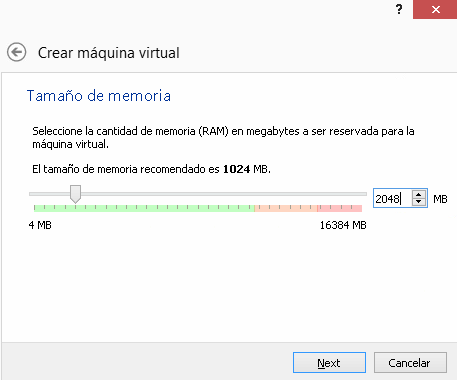 ?
Crear máquina virtual
Tamaño de memoria
Seleccione la cantidad de memoria (RAM) en megabytes a ser reservada para la
máquina virtual.
El tamaño de memoria recomendado es 1024 MB.
2048 MB
4 MB 16384 MB
Next Cancelar